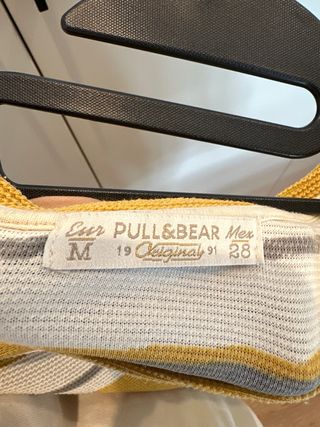 Eur PULL&BEAR Mex
M 19 Original 91 28